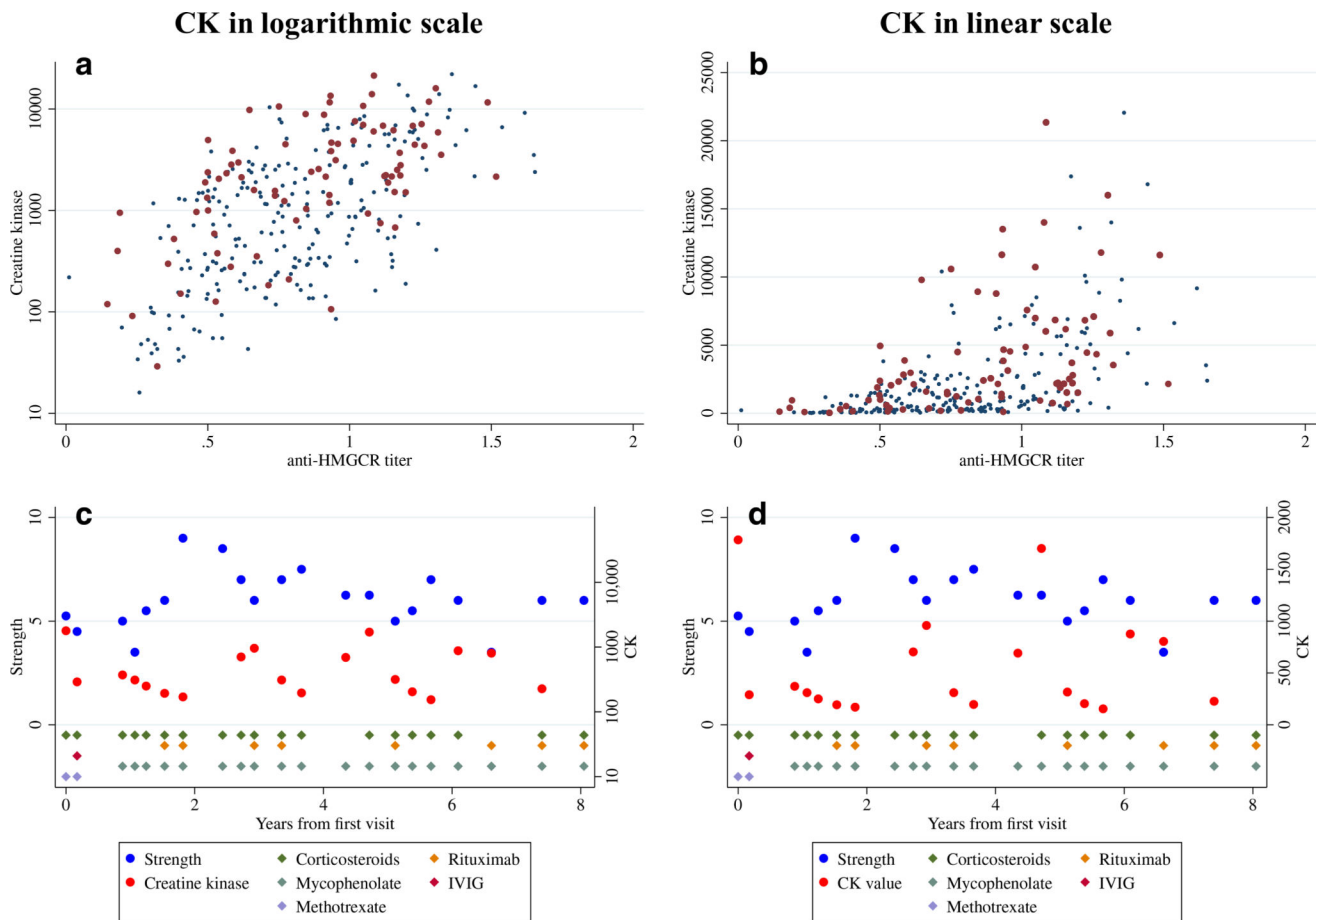 CK in logarithmic scale
CK in linear scale
a
Creatine kinase
10000
1000
100
10
0 .5 1 1.5 2
anti-HMGCR titer
b
Creatine kinase
25000
20000
15000
10000
5000
0
0 .5 1 1.5 2
anti-HMGCR titer
c
Strength
10
5
0
CK
10,000
1000
100
10
0 2 4 6 8
Years from first visit
Strength Corticosteroids Rituximab
Creatine kinase Mycophenolate IVIG
Methotrexate
d
Strength
10
5
0
CK
2000
1500
1000
500
0
0 2 4 6 8
Years from first visit
Strength Corticosteroids Rituximab
CK value Mycophenolate IVIG
Methotrexate